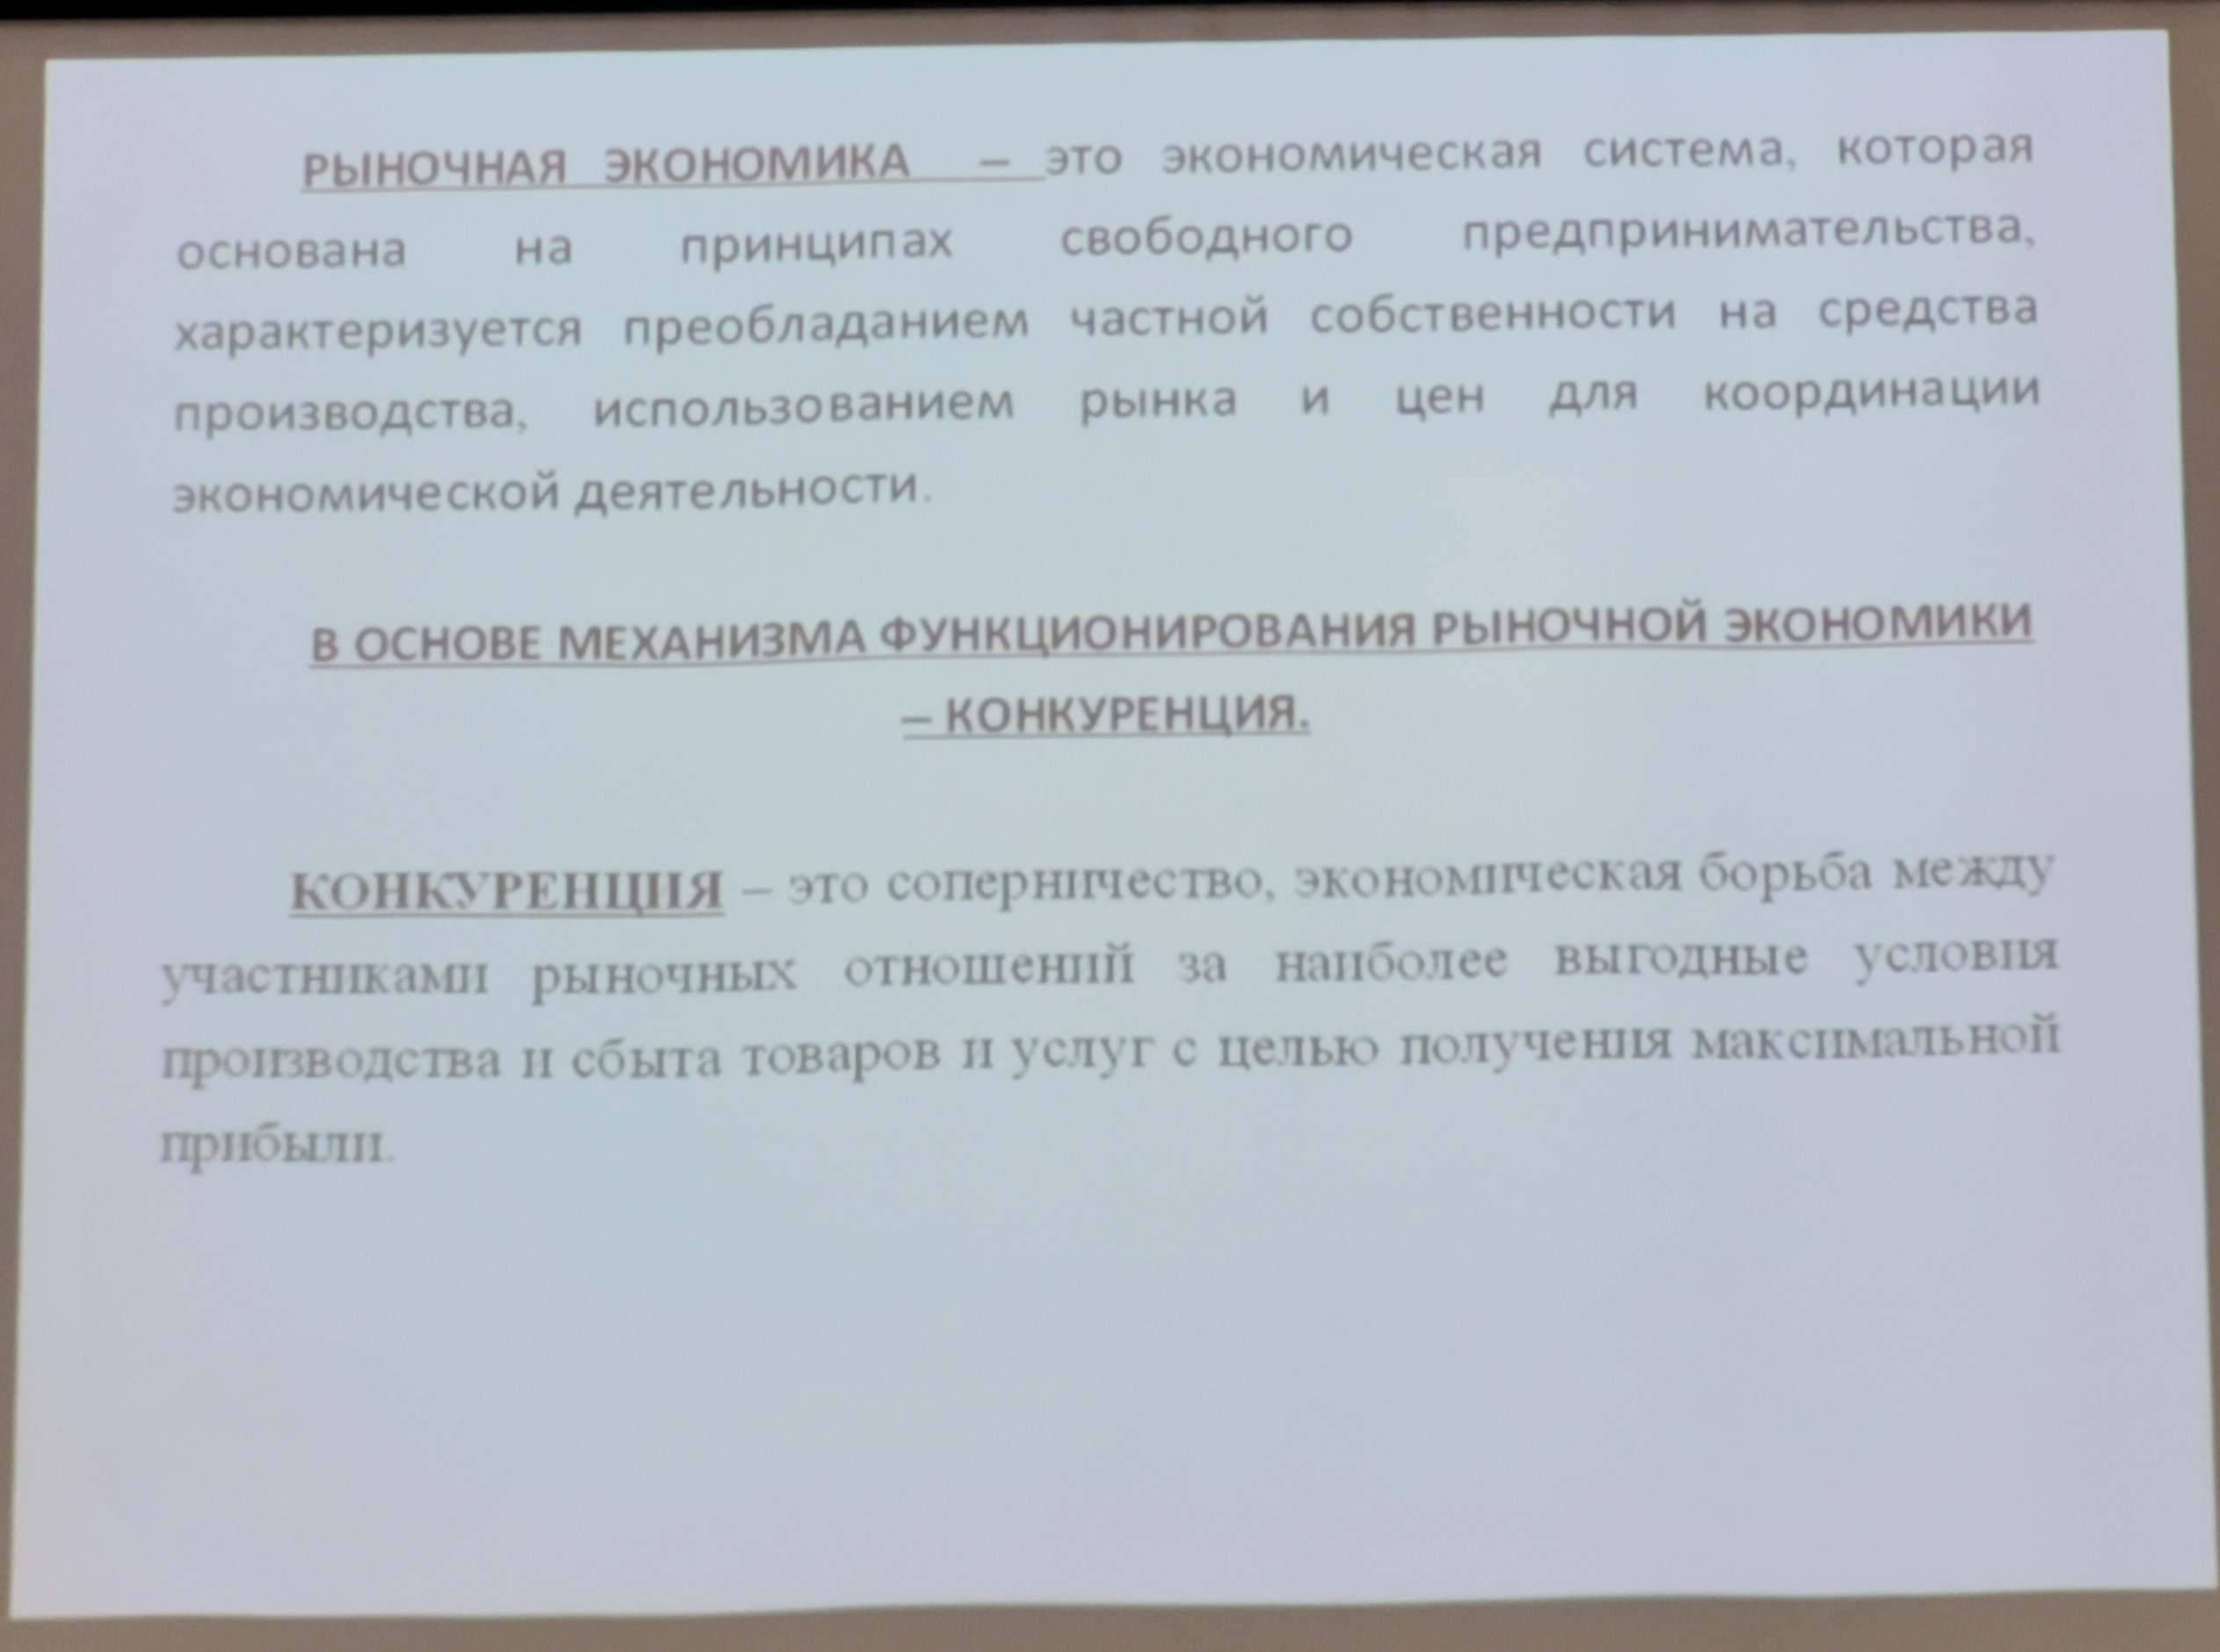 РЫНОЧНАЯ ЭКОНОМИКА – это экономическая система, которая
основана на принципах свободного предпринимательства,
характеризуется преобладанием частной собственности на средства
производства, использованием рынка и цен для координации
экономической деятельности.
В ОСНОВЕ МЕХАНИЗМА ФУНКЦИОНИРОВАНИЯ РЫНОЧНОЙ ЭКОНОМИКИ
– КОНКУРЕНЦИЯ.
КОНКУРЕНЦИЯ – это соперничество, экономическая борьба между
участниками рыночных отношений за наиболее выгодные условия
производства и сбыта товаров и услуг с целью получения максимальной
прибыли.